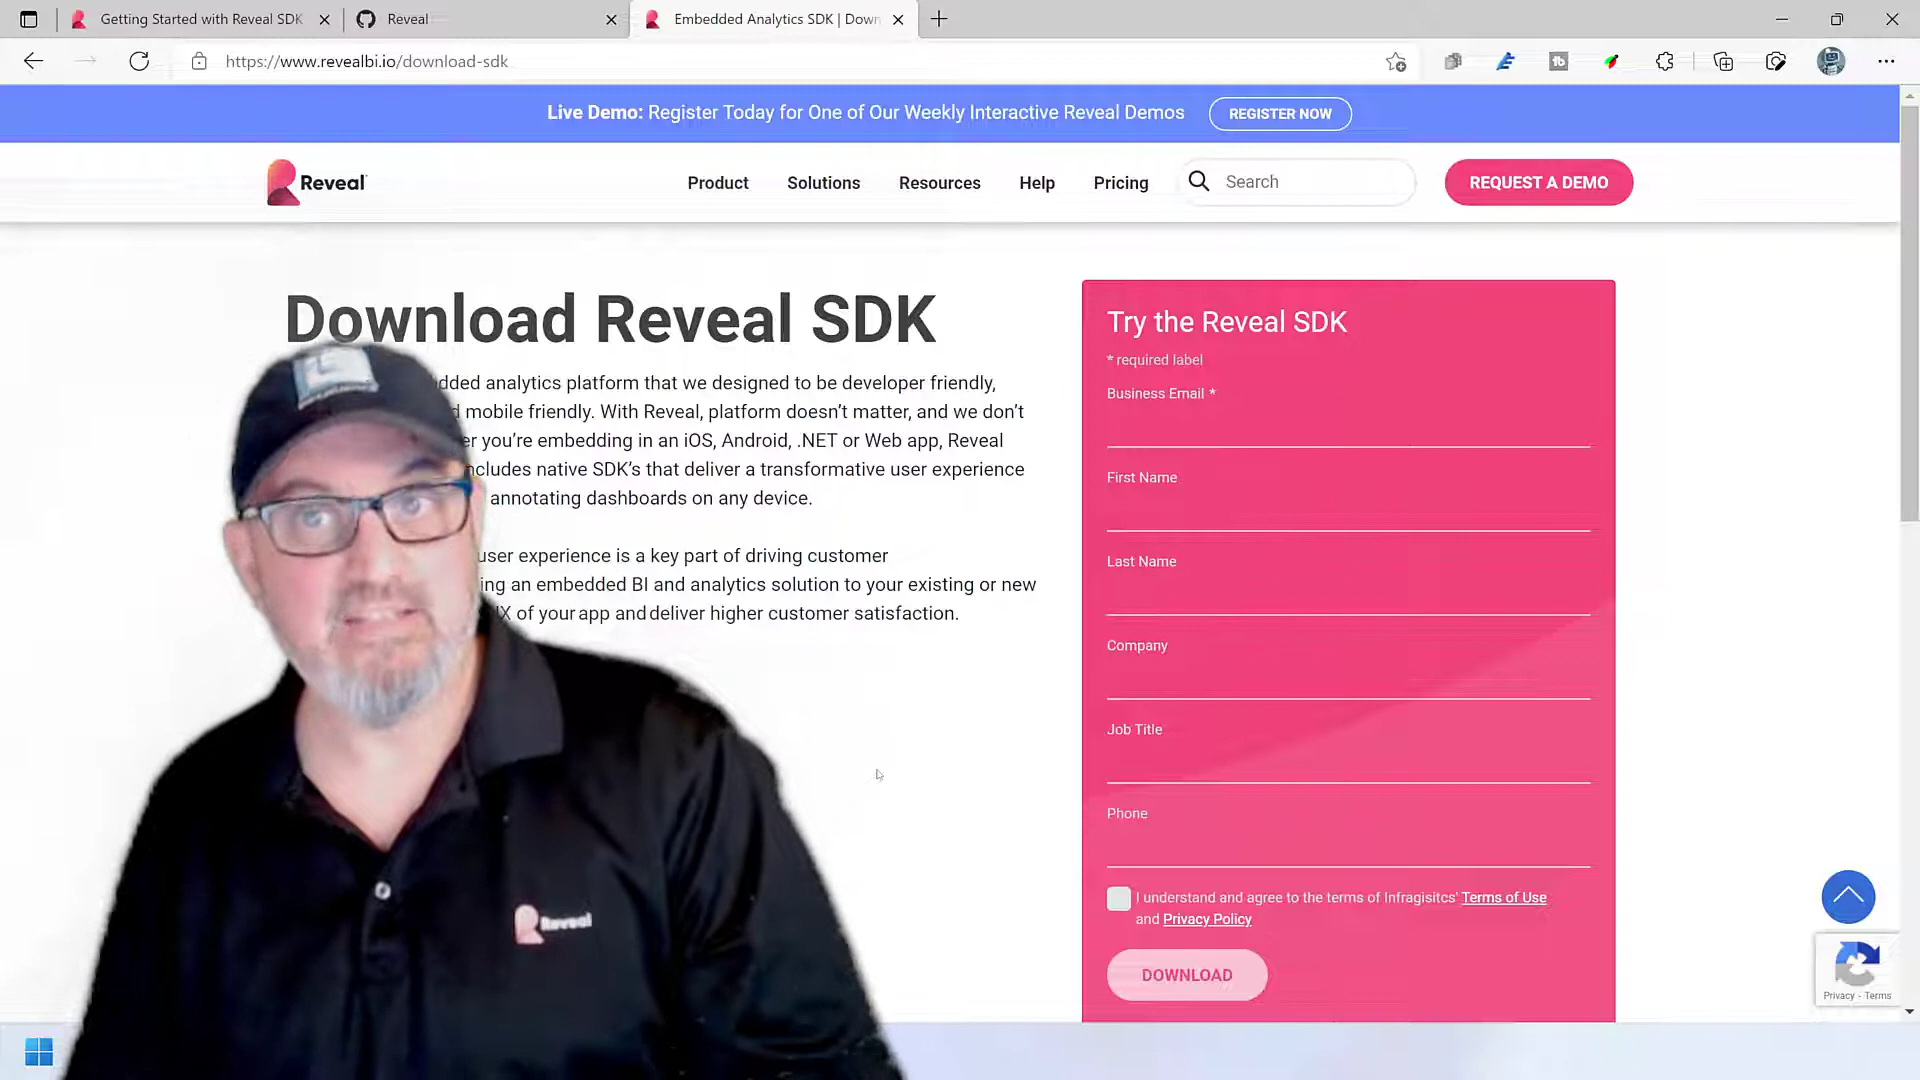 Getting Started with Reveal SDK
Reveal
Embedded Analytics SDK | Down
https://www.revealbi.io/download-sdk
Live Demo: Register Today for One of Our Weekly Interactive Reveal Demos
REGISTER NOW
Reveal
Product
Solutions
Resources
Help
Pricing
Search
REQUEST A DEMO
Download Reveal SDK
analytics platform that we designed to be developer friendly,
mobile friendly. With Reveal, platform doesn't matter, and we don't
you're embedding in an iOS, Android, .NET or Web app, Reveal
includes native SDK's that deliver a transformative user experience
annotating dashboards on any device.
user experience is a key part of driving customer
an embedded BI and analytics solution to your existing or new
of your app and deliver higher customer satisfaction.
Try the Reveal SDK
* required label
Business Email *
First Name
Last Name
Company
Job Title
Phone
I understand and agree to the terms of Infragisitcs' Terms of Use
and Privacy Policy
DOWNLOAD
Privacy - Terms
Reveal